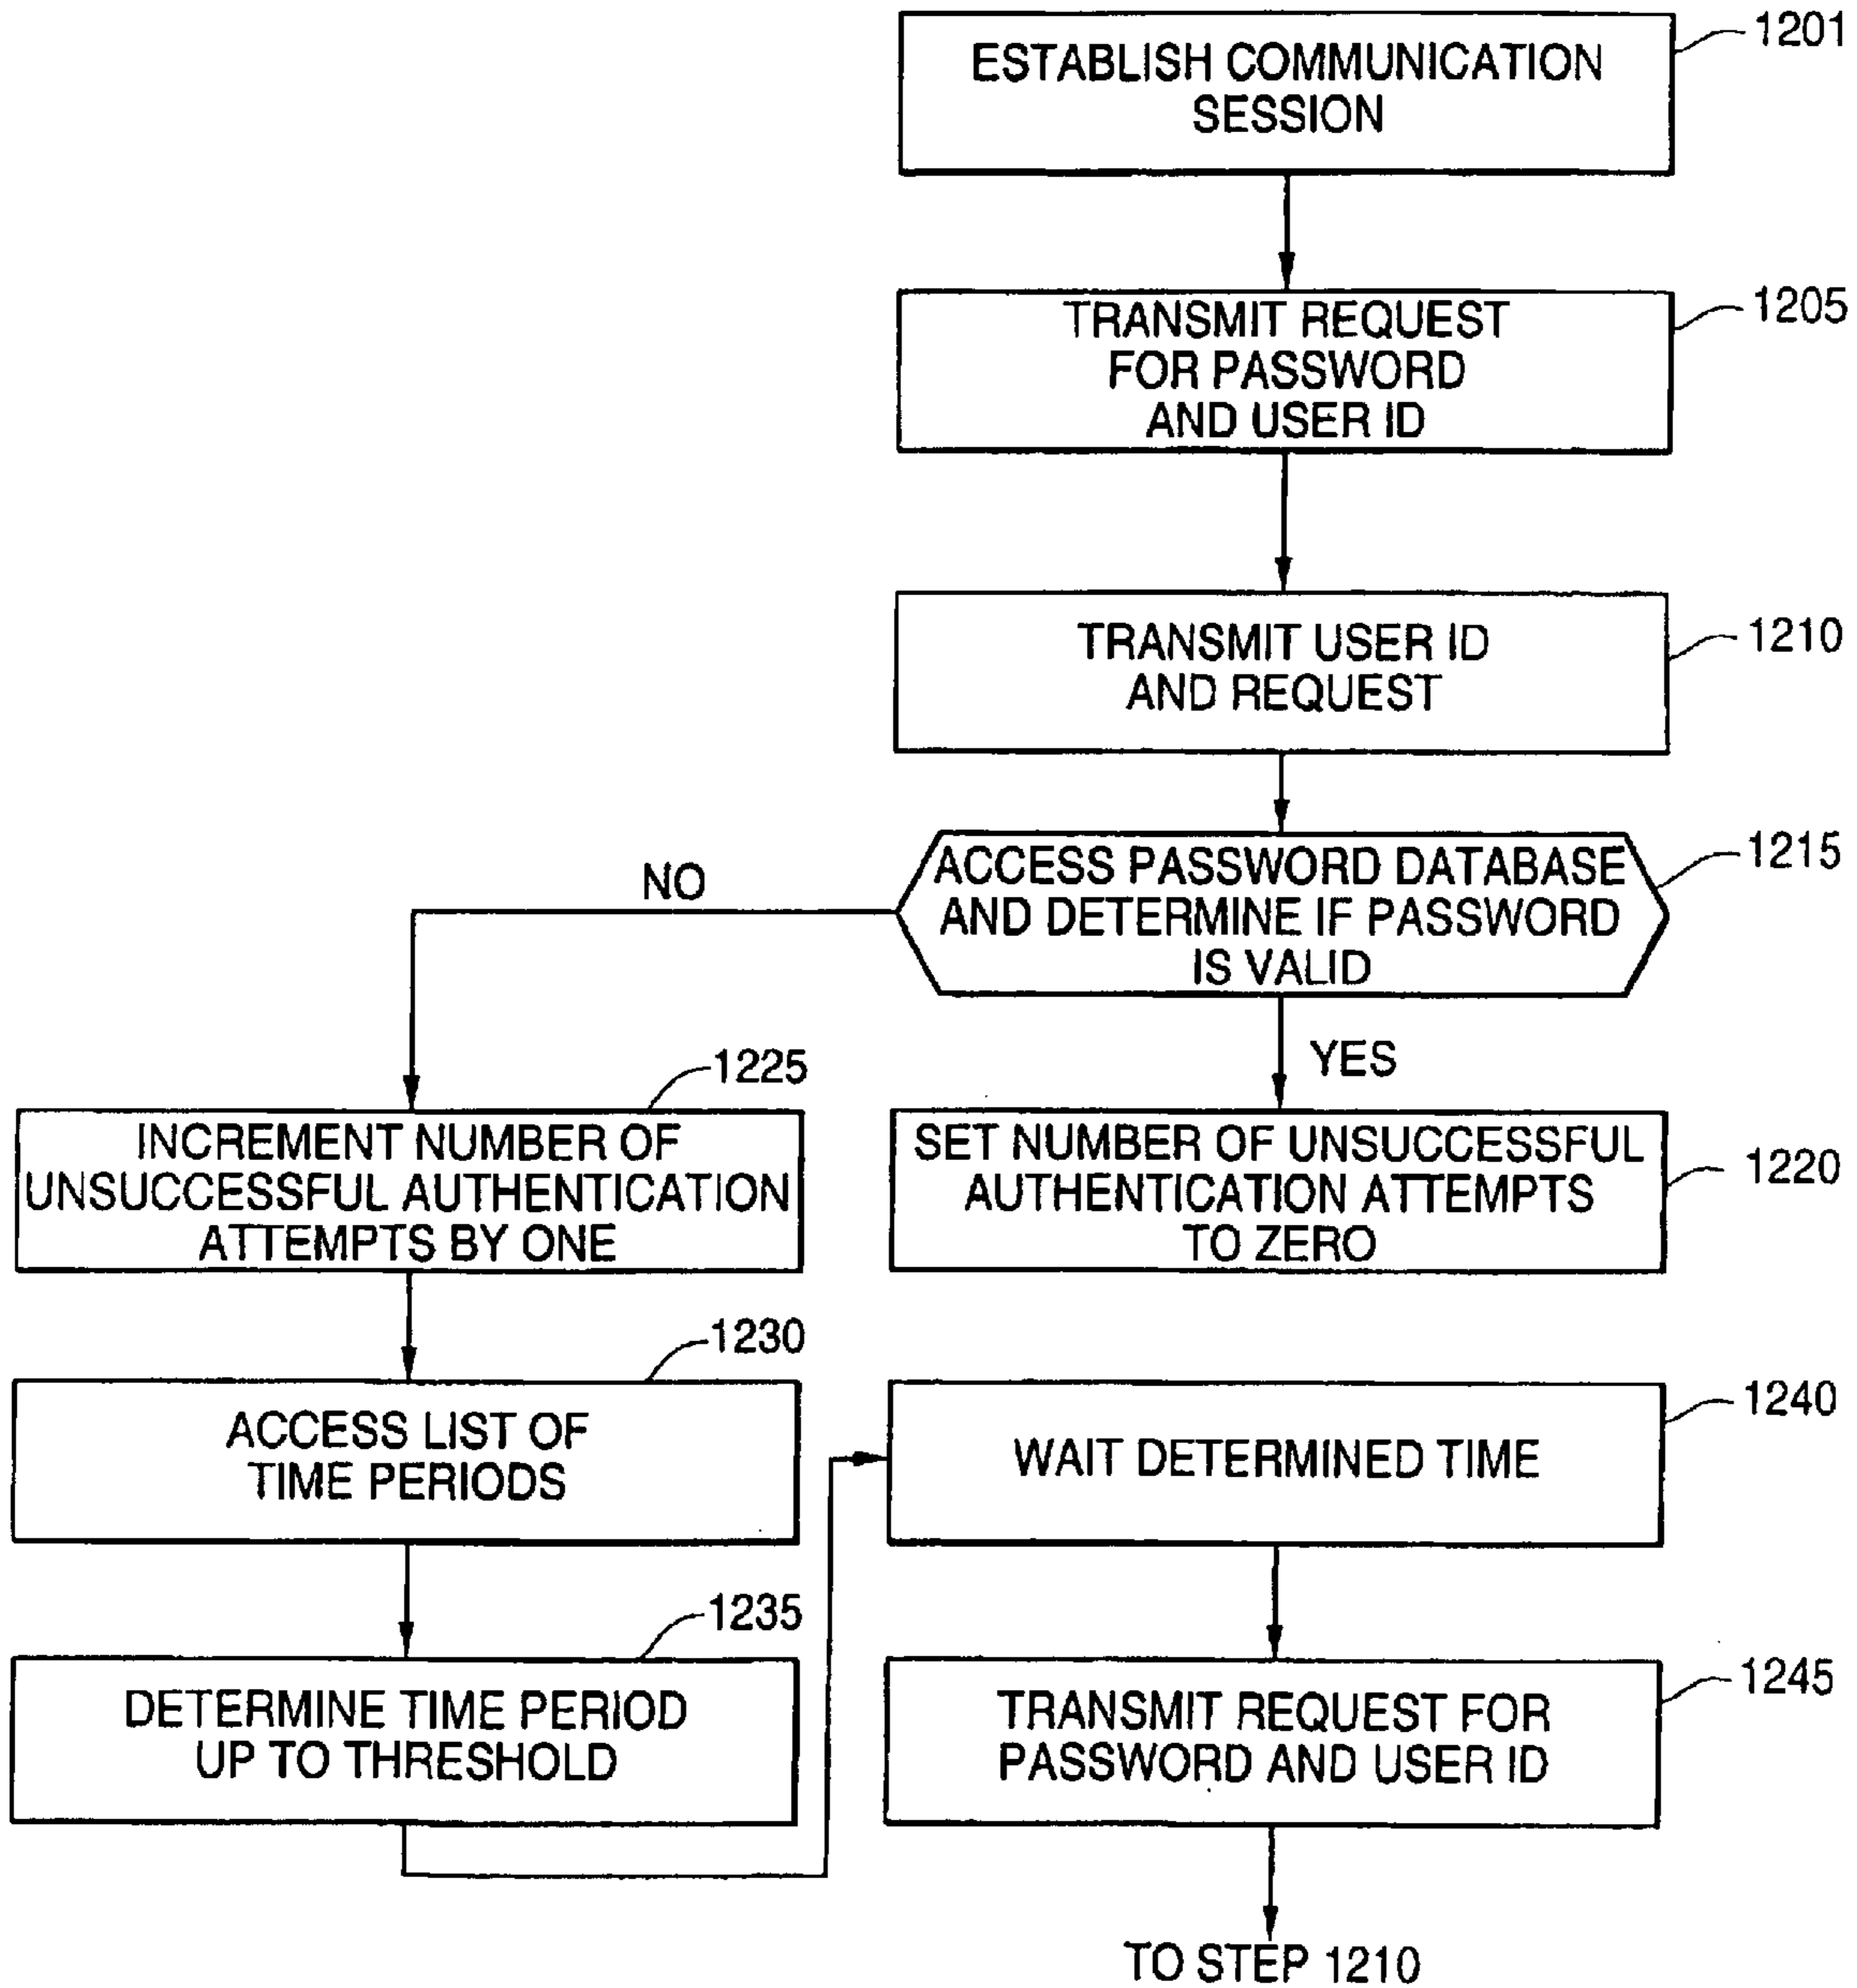 ESTABLISH COMMUNICATION
SESSION
1201
TRANSMIT REQUEST
FOR PASSWORD
AND USER ID
1205
TRANSMIT USER ID
AND REQUEST
1210
ACCESS PASSWORD DATABASE
AND DETERMINE IF PASSWORD
IS VALID
1215
NO
YES
1225
INCREMENT NUMBER OF
UNSUCCESSFUL AUTHENTICATION
ATTEMPTS BY ONE
SET NUMBER OF UNSUCCESSFUL
AUTHENTICATION ATTEMPTS
TO ZERO
1220
1230
ACCESS LIST OF
TIME PERIODS
1235
DETERMINE TIME PERIOD
UP TO THRESHOLD
WAIT DETERMINED TIME
1240
TRANSMIT REQUEST FOR
PASSWORD AND USER ID
1245
TO STEP 1210